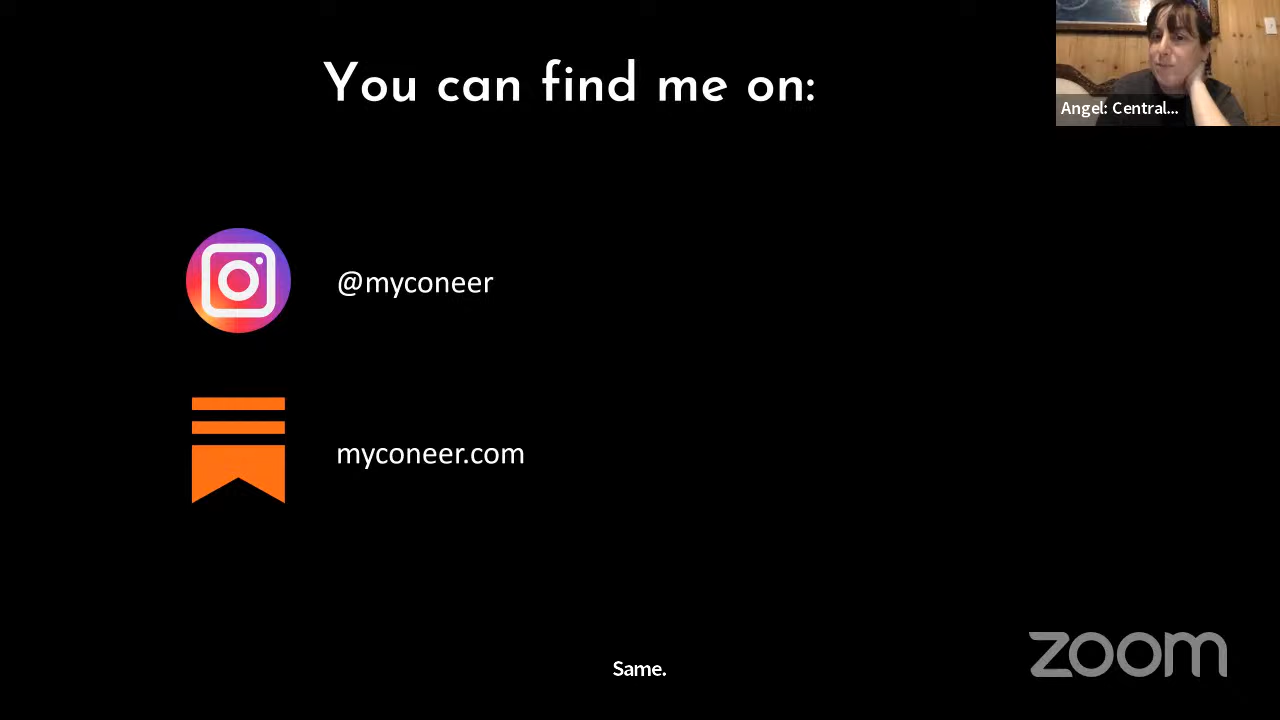 You can find me on:
Angel: Central...
@myconeer
myconeer.com
Same.
zoom